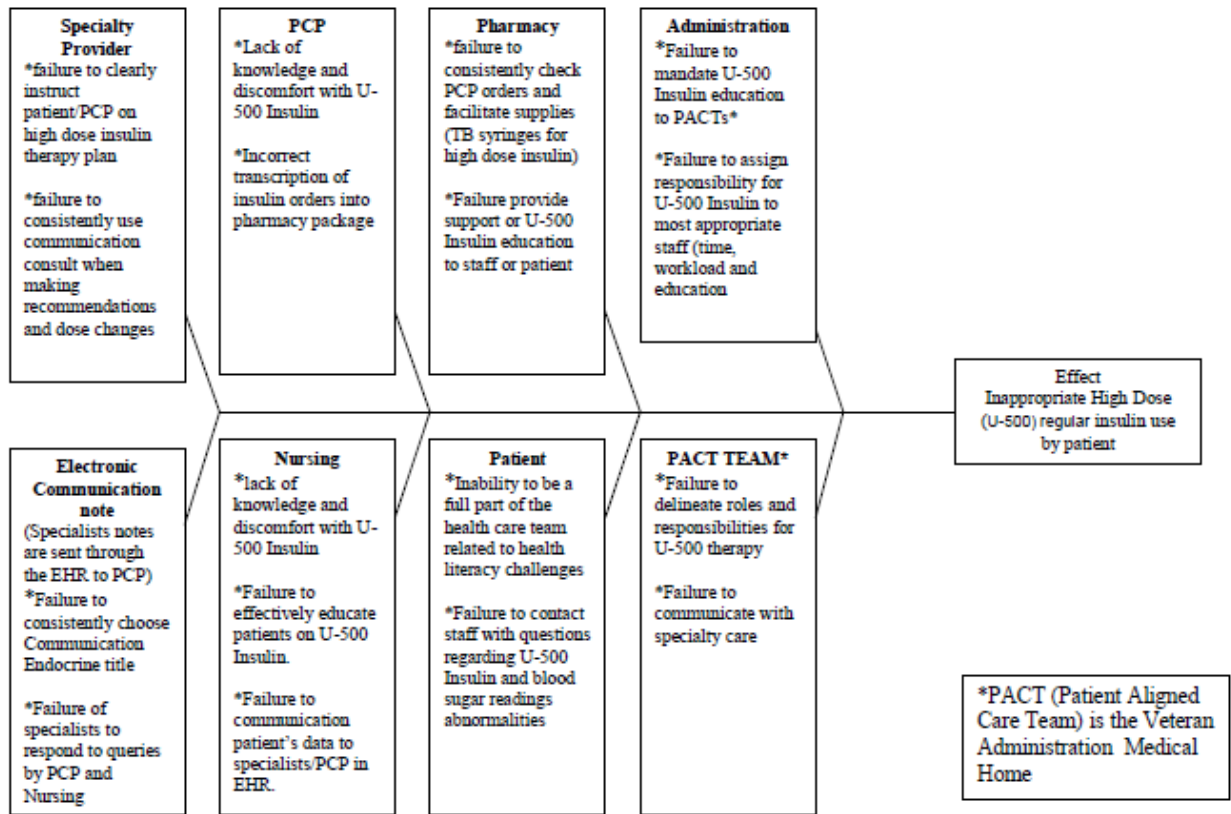 Specialty
Provider
*failure to clearly
instruct
patient/PCP on
high dose insulin
therapy plan
*failure to
consistently use
communication
consult when
making
recommendations
and dose changes
PCP
*Lack of
knowledge and
discomfort with U-
500 Insulin
*Incorrect
transcription of
insulin orders into
pharmacy package
Pharmacy
*failure to
consistently check
PCP orders and
facilitate supplies
(TB syringes for
high dose insulin)
*Failure provide
support or U-500
Insulin education
to staff or patient
Administration
*Failure to
mandate U-500
Insulin education
to PACTs*
*Failure to assign
responsibility for
U-500 Insulin to
most appropriate
staff (time,
workload and
education
Effect
Inappropriate High Dose
(U-500) regular insulin use
by patient
Electronic
Communication
note
(Specialists notes
are sent through
the EHR to PCP)
*Failure to
consistently choose
Communication
Endocrine title
*Failure of
specialists to
respond to queries
by PCP and
Nursing
Nursing
*lack of
knowledge and
discomfort with U-
500 Insulin
*Failure to
effectively educate
patients on U-500
Insulin.
*Failure to
communication
patient's data to
specialists/PCP in
EHR.
Patient
*Inability to be a
full part of the
health care team
related to health
literacy challenges
*Failure to contact
staff with questions
regarding U-500
Insulin and blood
sugar readings
abnormalities
PACT TEAM*
*Failure to
delineate roles and
responsibilities for
U-500 therapy
*Failure to
communicate with
specialty care
*PACT (Patient Aligned
Care Team) is the Veteran
Administration Medical
Home